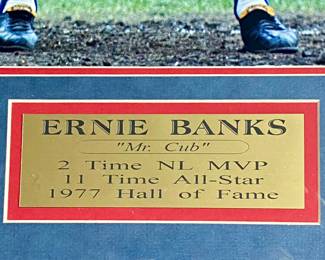 ERNIE BANKS
"Mr. Cub"
2 Time NL MVP
11 Time All-Star
1977 Hall of Fame